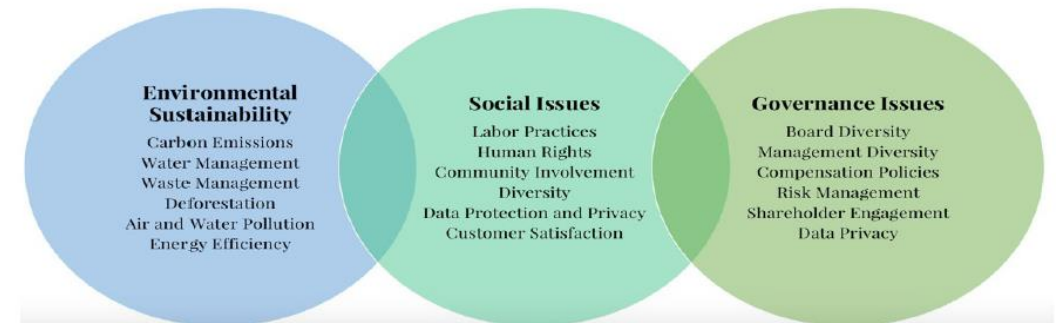 Environmental
Sustainability
Carbon Emissions
Water Management
Waste Management
Deforestation
Air and Water Pollution
Energy Efficiency
Social Issues
Labor Practices
Human Rights
Community Involvement
Diversity
Data Protection and Privacy
Customer Satisfaction
Governance Issues
Board Diversity
Management Diversity
Compensation Policies
Risk Management
Shareholder Engagement
Data Privacy